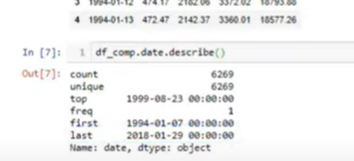 3 1994-01-12 474.17 2182.06 3372.02 18793.88
4 1994-01-13 472.47 2142.37 3360.01 18577.26
In [7]: 1 df_comp.date.describe()
Out[7]: count 6269
unique 6269
top 1999-08-23 00:00:00
freq 1
first 1994-01-07 00:00:00
last 2018-01-29 00:00:00
Name: date, dtype: object